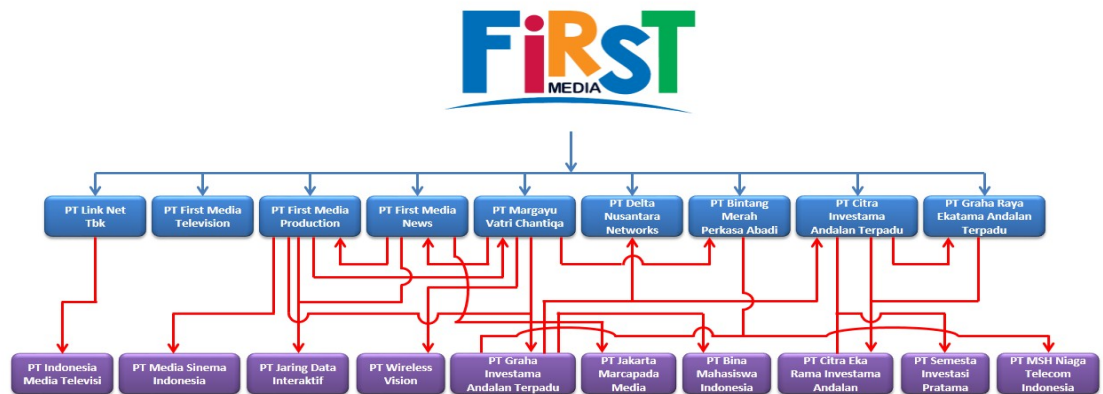 FiRST
MEDIA
PT Link Net
Tbk
PT First Media
Television
PT First Media
Production
PT First Media
News
PT Margayu
Vatri Chantiqa
PT Delta
Nusantara
Networks
PT Bintang
Merah
Perkasa Abadi
PT Citra
Investama
Andalan Terpadu
PT Graha Raya
Ekatama Andalan
Terpadu
PT Indonesia
Media Televisi
PT Media Sinema
Indonesia
PT Jaring Data
Interaktif
PT Wireless
Vision
PT Graha
Investama
Andalan Terpadu
PT Jakarta
Marcapada
Media
PT Bina
Mahasiswa
Indonesia
PT Citra Eka
Rama Investama
Andalan
PT Semesta
Investasi
Pratama
PT MSH Niaga
Telecom
Indonesia